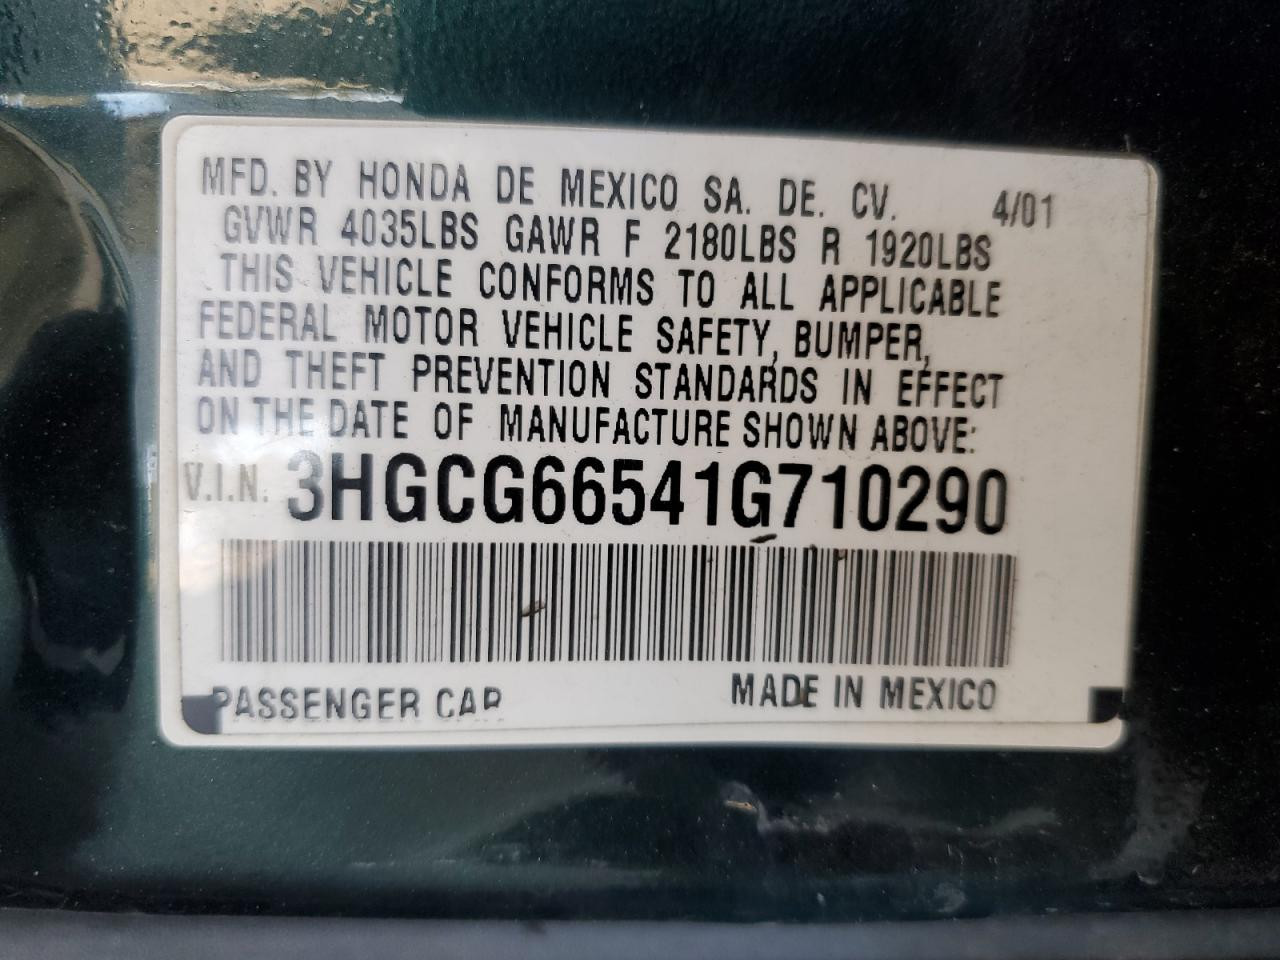 MFD. BY HONDA DE MEXICO SA. DE. CV. 4/01
GVWR 4035LBS GAWR F 2180LBS R 1920LBS
THIS VEHICLE CONFORMS TO ALL APPLICABLE
FEDERAL MOTOR VEHICLE SAFETY, BUMPER,
AND THEFT PREVENTION STANDARDS IN EFFECT
ON THE DATE OF MANUFACTURE SHOWN ABOVE:
V.I.N. 3HGCG66541G710290
PASSENGER CAR MADE IN MEXICO